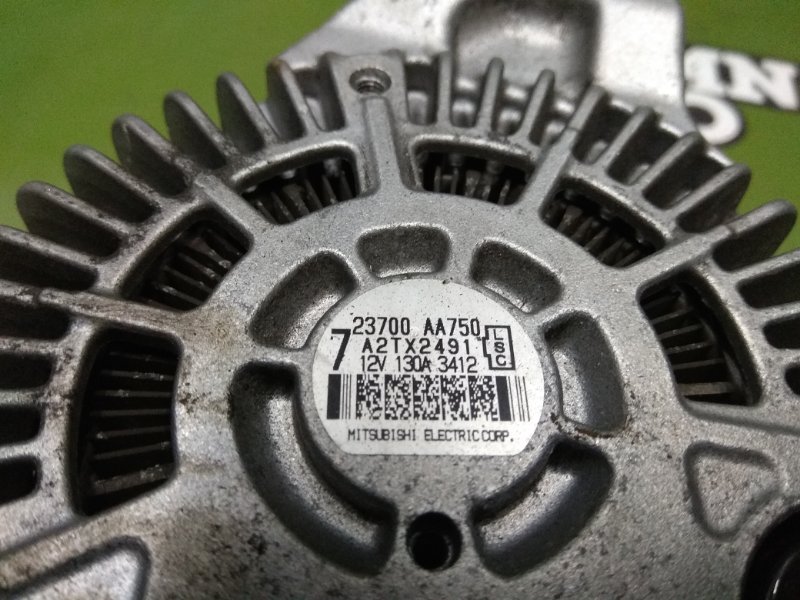 23700 AA750
7 A2TX2491 L S C
12V 130A 3412
MITSUBISHI ELECTRIC CORP.